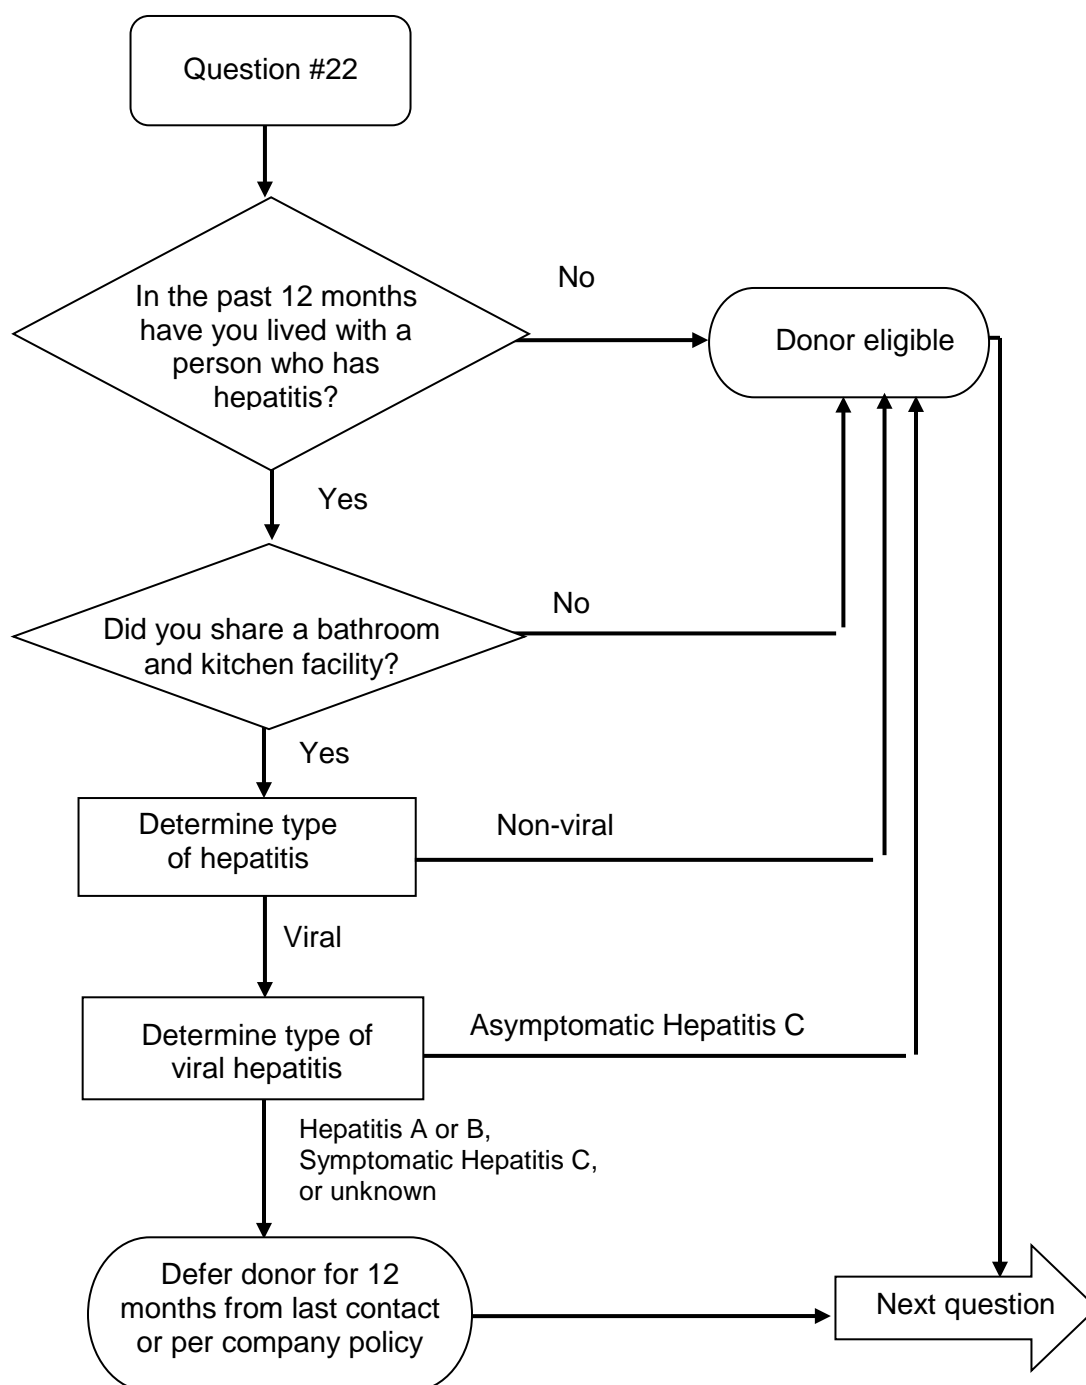 Question #22
In the past 12 months
have you lived with a
person who has
hepatitis?
No
Donor eligible
Yes
Did you share a bathroom
and kitchen facility?
No
Yes
Determine type
of hepatitis
Non-viral
Viral
Determine type of
viral hepatitis
Asymptomatic Hepatitis C
Hepatitis A or B,
Symptomatic Hepatitis C,
or unknown
Defer donor for 12
months from last contact
or per company policy
Next question